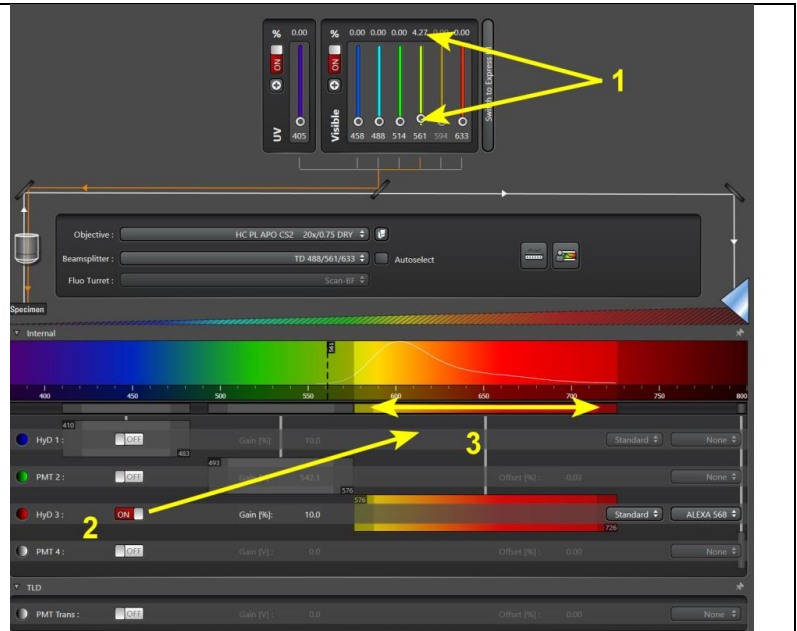 % 0.00 % 0.00 0.00 0.00 4.27 0.00 0.00
ON ON
UV Visible
405 458 488 514 561 594 633
1
Objective : HC PL APO CS2 20x/0.75 DRY
Beamsplitter : TD 488/561/633 Autoselect
Fluo Turret : Scan-BF
Specimen
Internal
561
400 450 500 550 600 650 700 750 800
410
HyD 1 : OFF Gain [%]: 10.0 Standard None
483
3
493
PMT 2 : OFF 542.1 Offset [%] : -0.03 None
576
576
HyD 3 : ON Gain [%]: 10.0 Standard ALEXA 568
2
726
PMT 4 : OFF Gain [V] : 0.0 Offset [%] : 0.00 None
TLD
PMT Trans : OFF Gain [V] : 0.0 Offset [%] : 0.00 None